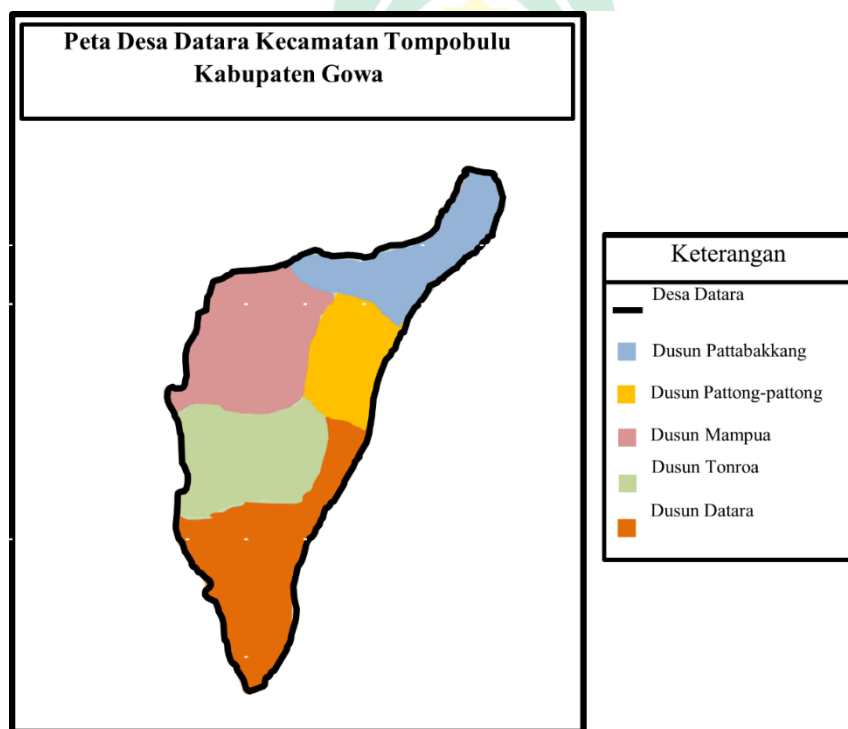 Peta Desa Datara Kecamatan Tompobulu
Kabupaten Gowa
Keterangan
Desa Datara
Dusun Pattabakkang
Dusun Pattong-pattong
Dusun Mampua
Dusun Tonroa
Dusun Datara